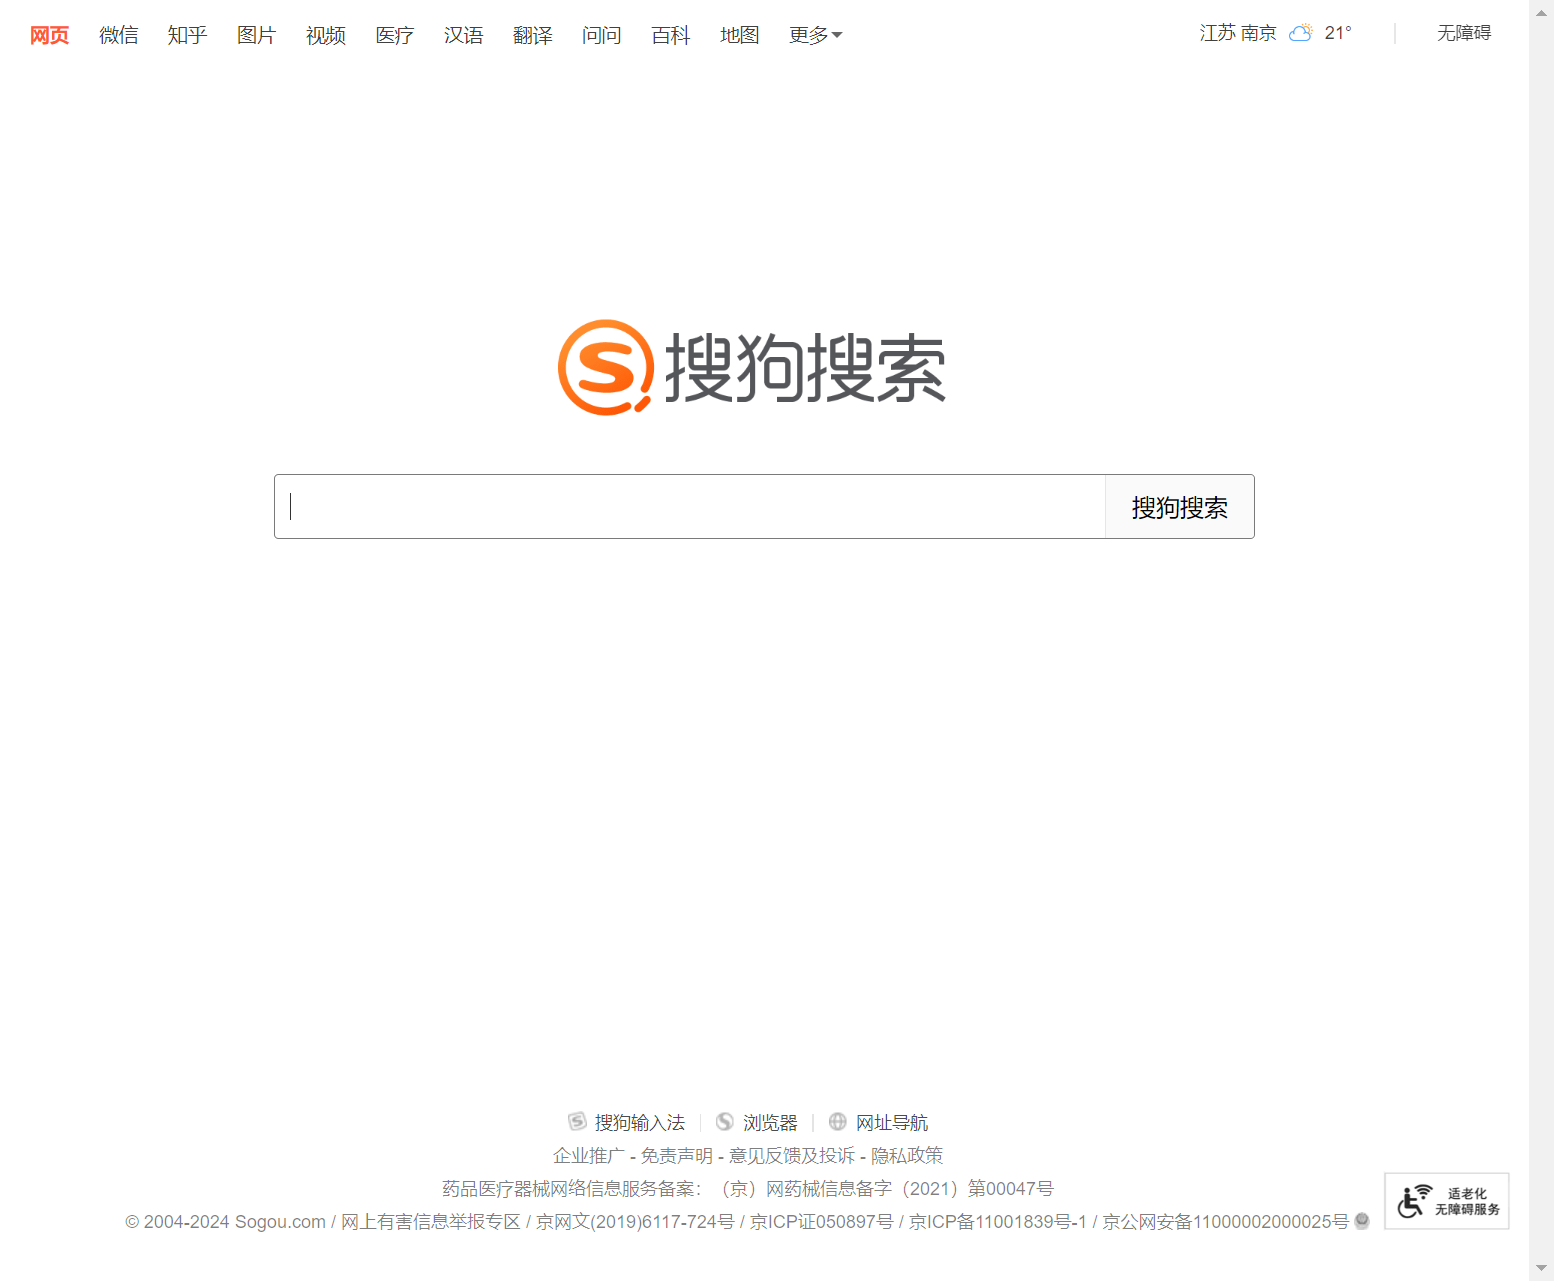 网页 微信 知乎 图片 视频 医疗 汉语 翻译 问问 百科 地图 更多 江苏 南京 21° 无障碍
搜狗搜索
搜狗搜索
搜狗输入法 浏览器 网址导航
企业推广 - 免责声明 - 意见反馈及投诉 - 隐私政策
药品医疗器械网络信息服务备案：（京）网药械信息备字（2021）第00047号
© 2004-2024 Sogou.com / 网上有害信息举报专区 / 京网文(2019)6117-724号 / 京ICP证050897号 / 京ICP备11001839号-1 / 京公网安备11000002000025号
适老化
无障碍服务